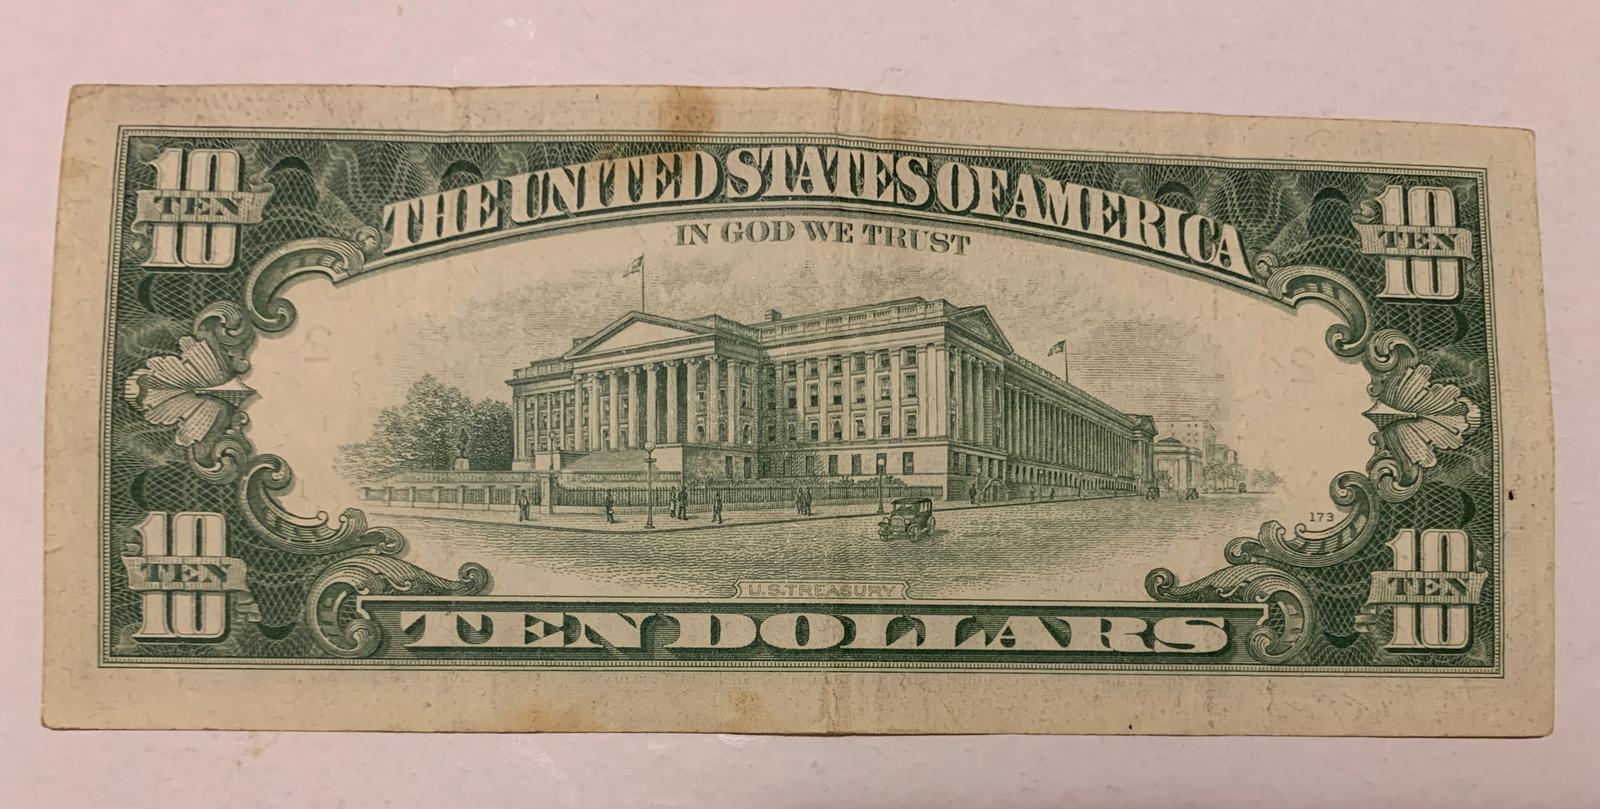 10
TEN
10
THE UNITED STATES OF AMERICA
10
TEN
10
IN GOD WE TRUST
173
10
TEN
10
U.S. TREASURY
TEN DOLLARS
10
TEN
10